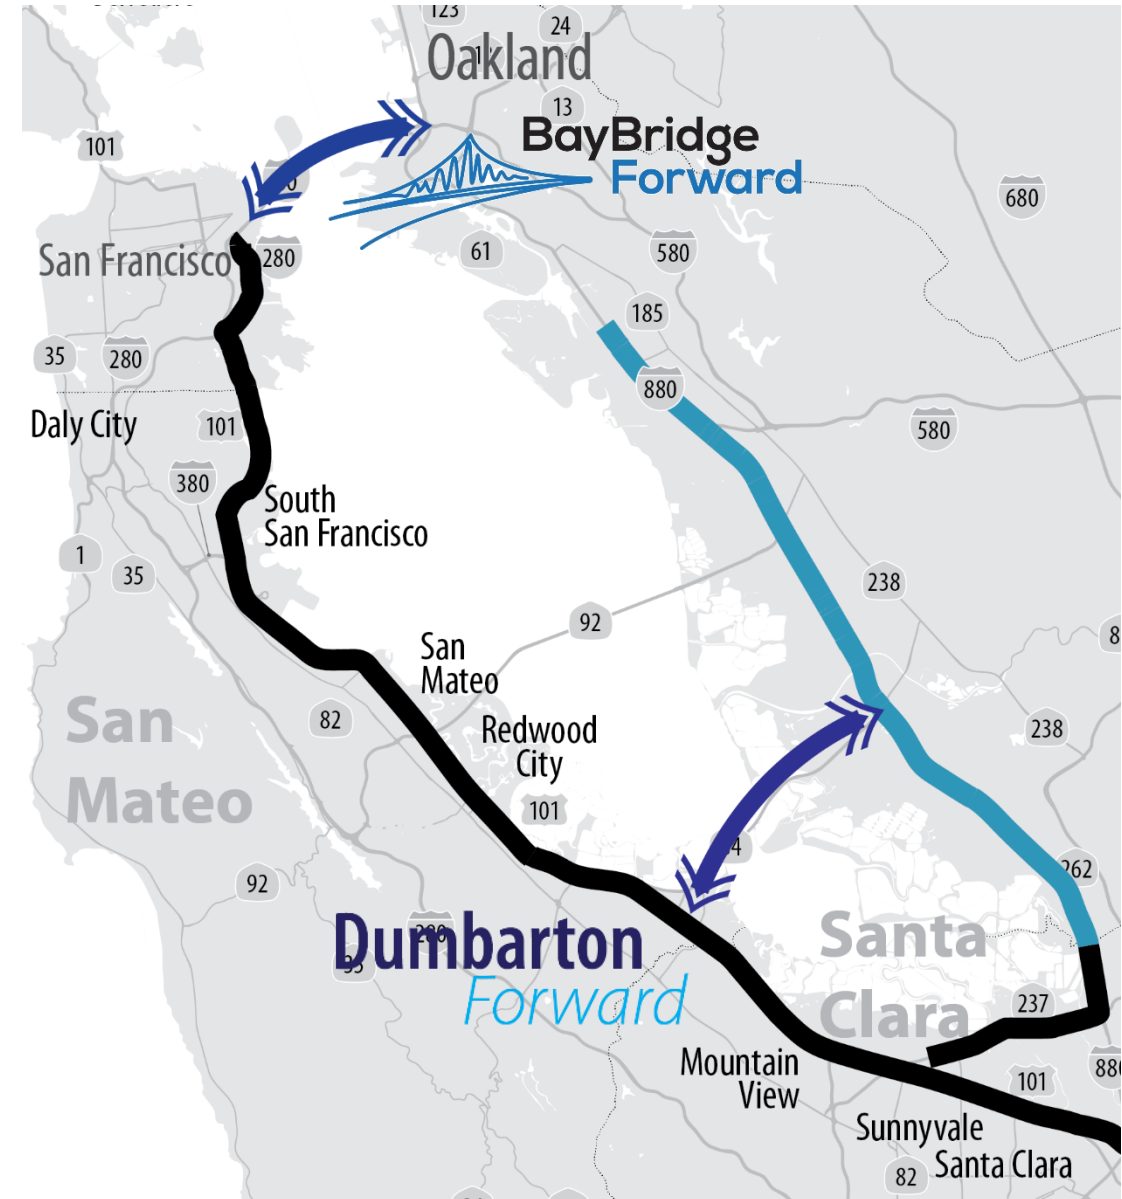 123
24
Oakland
13
BayBridge
Forward
101
680
San Francisco
280
61
580
185
35
280
880
Daly City
101
580
380
South
San Francisco
1
35
238
92
San
Mateo
San
Mateo
82
Redwood
City
238
101
92
262
Dumbarton
Forward
280
Santa
Clara
237
Mountain
View
101
880
Sunnyvale
Santa Clara
82